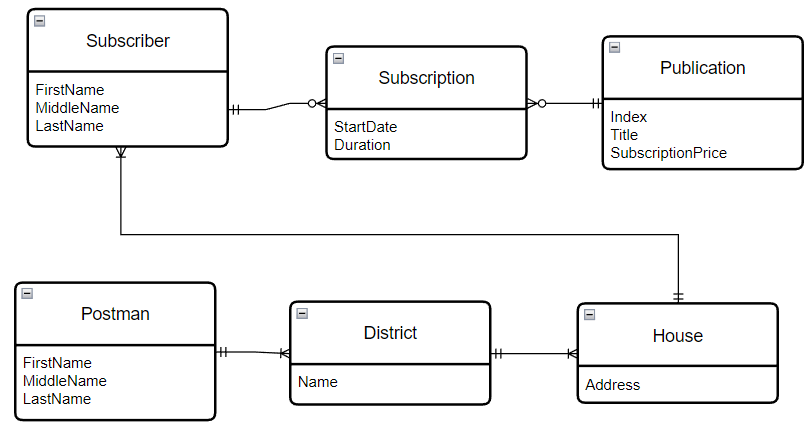 Subscriber
FirstName
MiddleName
LastName
Subscription
StartDate
Duration
Publication
Index
Title
SubscriptionPrice
Postman
FirstName
MiddleName
LastName
District
Name
House
Address